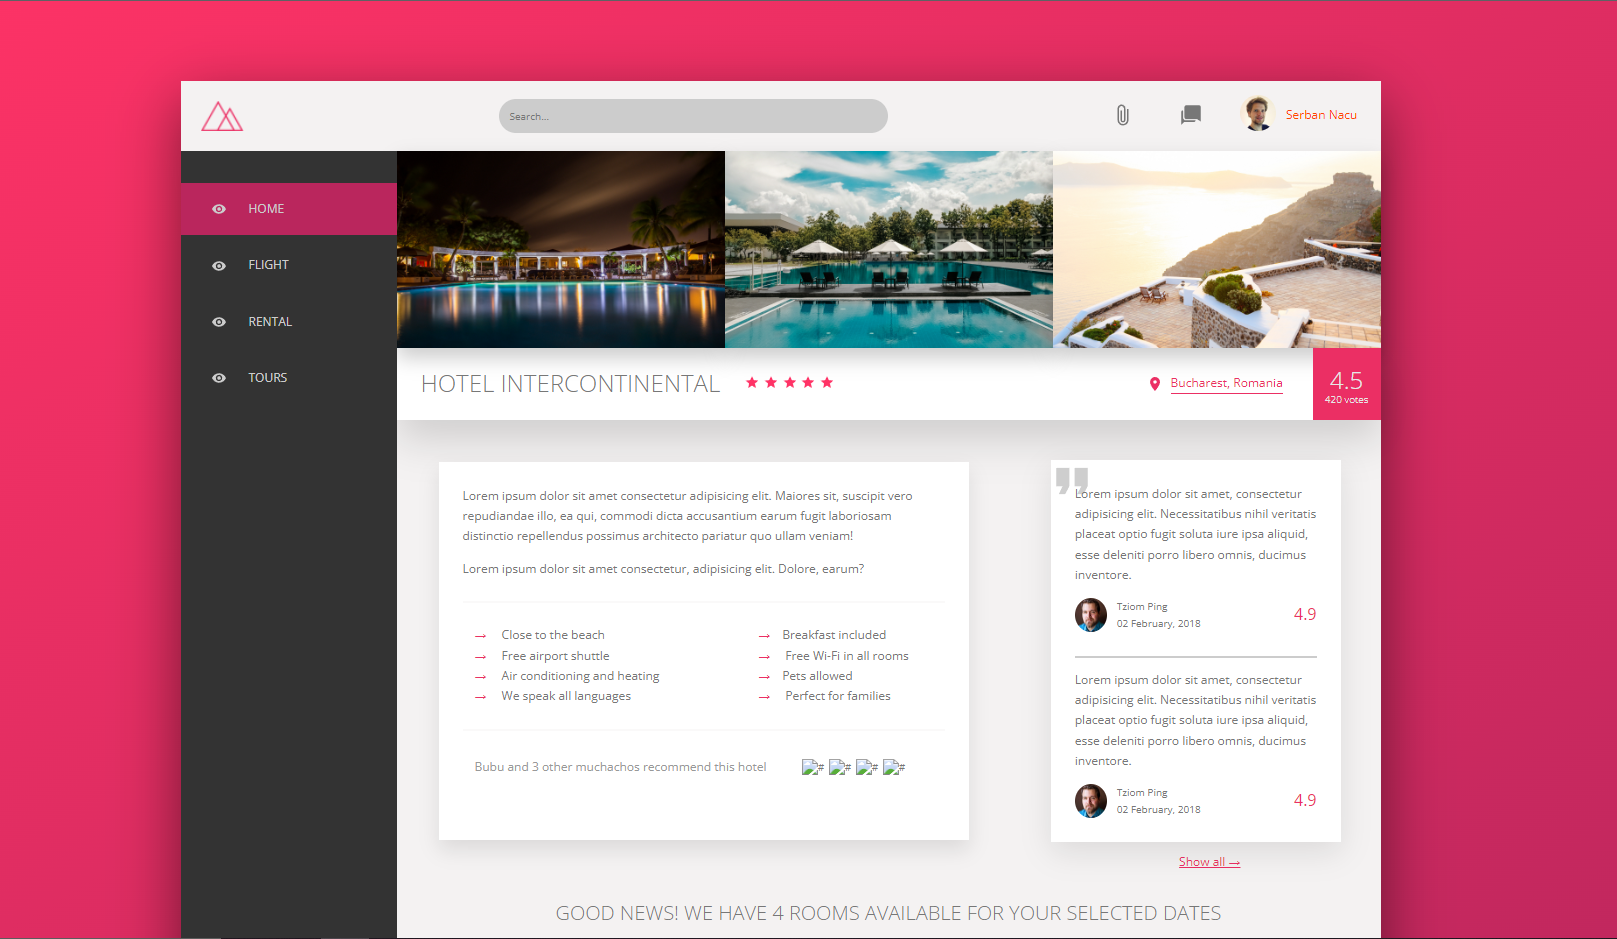 Search...
Serban Nacu
HOME
FLIGHT
RENTAL
TOURS
HOTEL INTERCONTINENTAL
Bucharest, Romania
4.5
420 votes
Lorem ipsum dolor sit amet consectetur adipisicing elit. Maiores sit, suscipit vero
repudiandae illo, ea qui, commodi dicta accusantium earum fugit laboriosam
distinctio repellendus possimus architecto pariatur quo ullam veniam!
Lorem ipsum dolor sit amet consectetur, adipisicing elit. Dolore, earum?
→ Close to the beach
→ Free airport shuttle
→ Air conditioning and heating
→ We speak all languages
→ Breakfast included
→ Free Wi-Fi in all rooms
→ Pets allowed
→ Perfect for families
Bubu and 3 other muchachos recommend this hotel
# # # #
Lorem ipsum dolor sit amet, consectetur
adipisicing elit. Necessitatibus nihil veritatis
placeat optio fugit soluta iure ipsa aliquid,
esse deleniti porro libero omnis, ducimus
inventore.
Tziom Ping
02 February, 2018
4.9
Lorem ipsum dolor sit amet, consectetur
adipisicing elit. Necessitatibus nihil veritatis
placeat optio fugit soluta iure ipsa aliquid,
esse deleniti porro libero omnis, ducimus
inventore.
Tziom Ping
02 February, 2018
4.9
Show all →
GOOD NEWS! WE HAVE 4 ROOMS AVAILABLE FOR YOUR SELECTED DATES